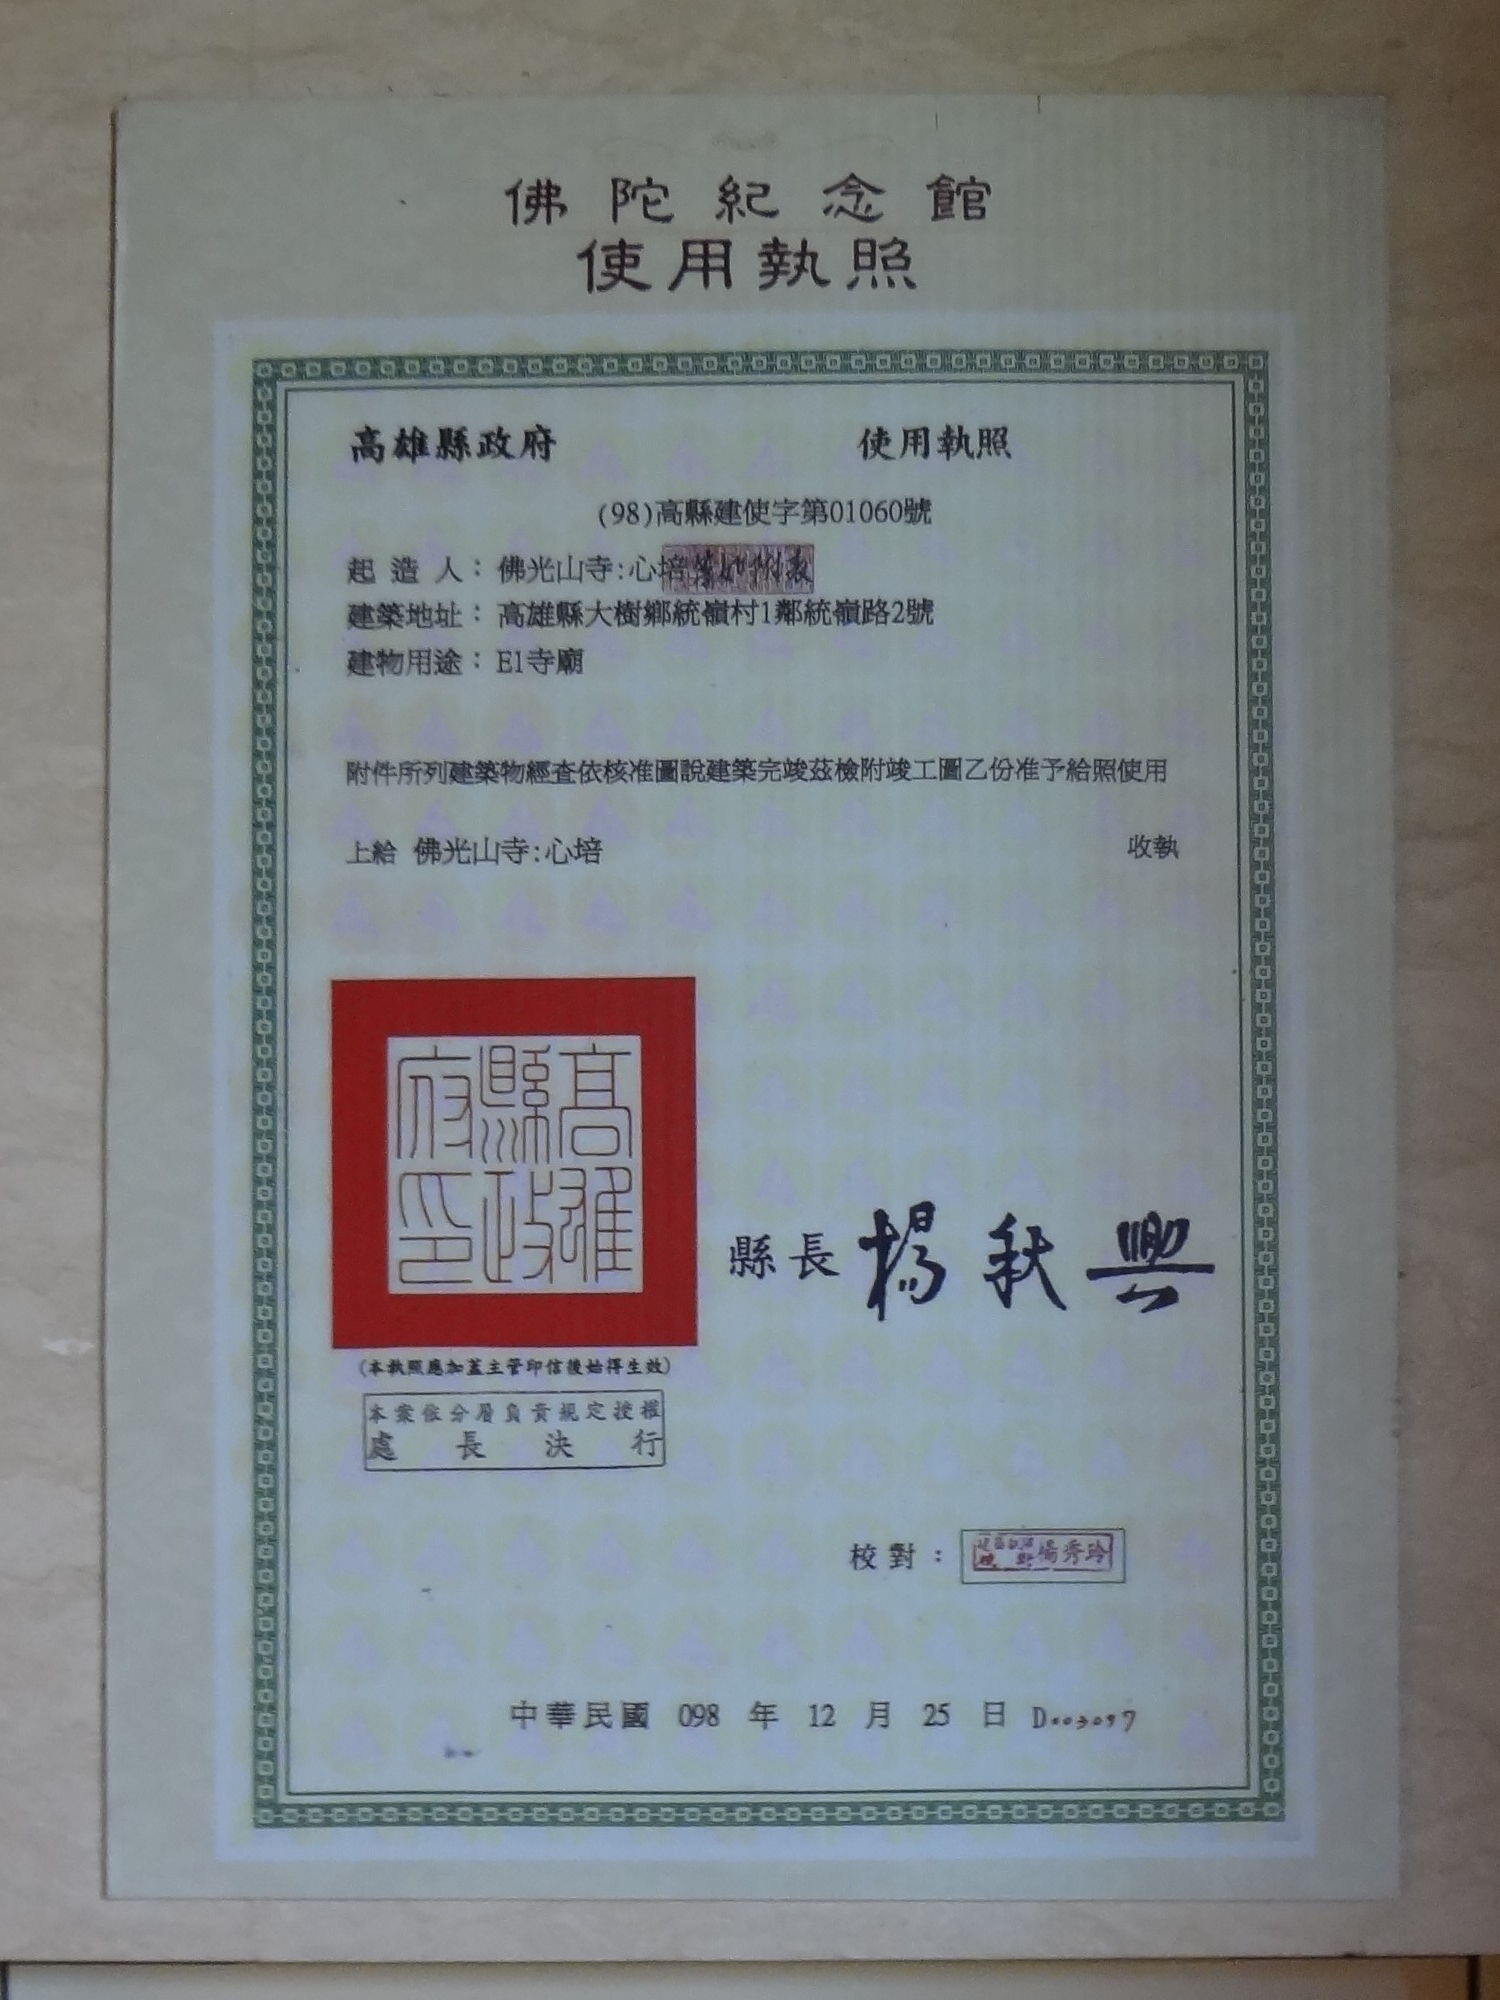 佛陀紀念館
使用執照
高雄縣政府 使用執照
(98)高縣建使字第01060號
起造人：佛光山寺:心培等如附表
建築地址：高雄縣大樹鄉統嶺村1鄰統嶺路2號
建物用途：E1寺廟
附件所列建築物經查依核准圖說建築完竣茲檢附竣工圖乙份准予給照使用
上給 佛光山寺:心培 收執
高雄縣政府印
縣長 楊秋興
(本執照應加蓋主管印信後始得生效)
本案依分層負責規定授權
處長決行
校對： 楊秀玲
中華民國 098 年 12 月 25 日 D003097